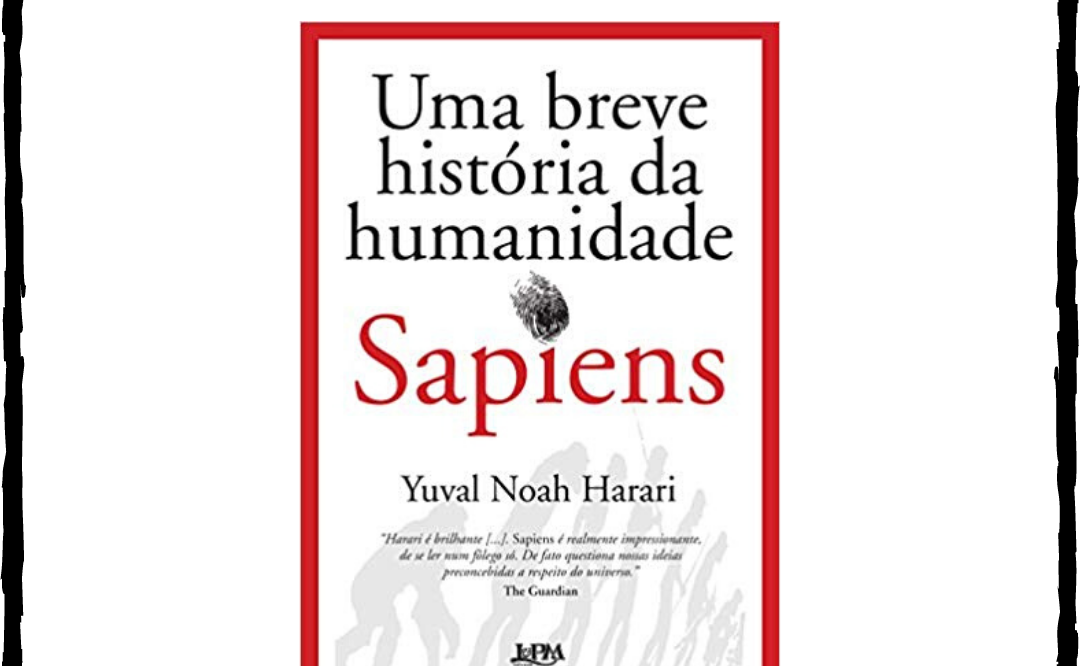 Uma breve
história da
humanidade
Sapiens
Yuval Noah Harari
"Harari é brilhante [...]. Sapiens é realmente impressionante,
de se ler num fôlego só. De fato questiona nossas ideias
preconcebidas a respeito do universo."
The Guardian
L&PM